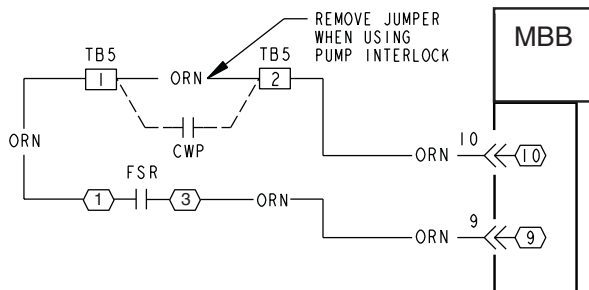 REMOVE JUMPER
WHEN USING
PUMP INTERLOCK
MBB
TB5
TB5
1
ORN
2
CWP
ORN
10
ORN
10
FSR
1
3
ORN
9
ORN
9